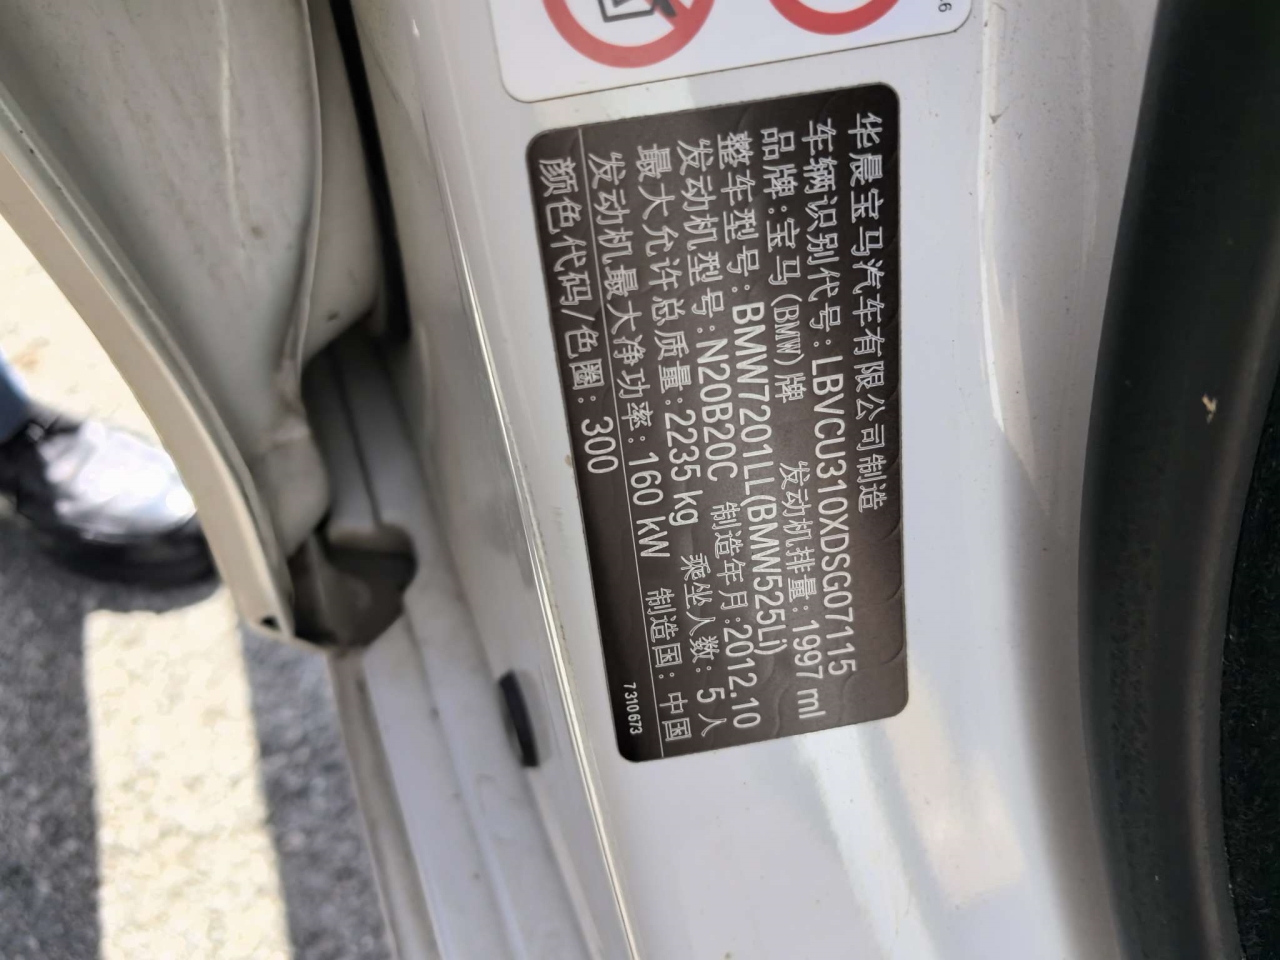 .6
华晨宝马汽车有限公司制造
车辆识别代号:LBVCU310XDSG07115
品牌:宝马(BMW)牌 发动机排量:1997 ml
整车型号:BMW7201LL(BMW525Li)
发动机型号:N20B20C 制造年月:2012.10
最大允许总质量:2235 kg 乘坐人数:5人
发动机最大净功率:160 kW 制造国:中国
颜色代码/色圈:300
7310673